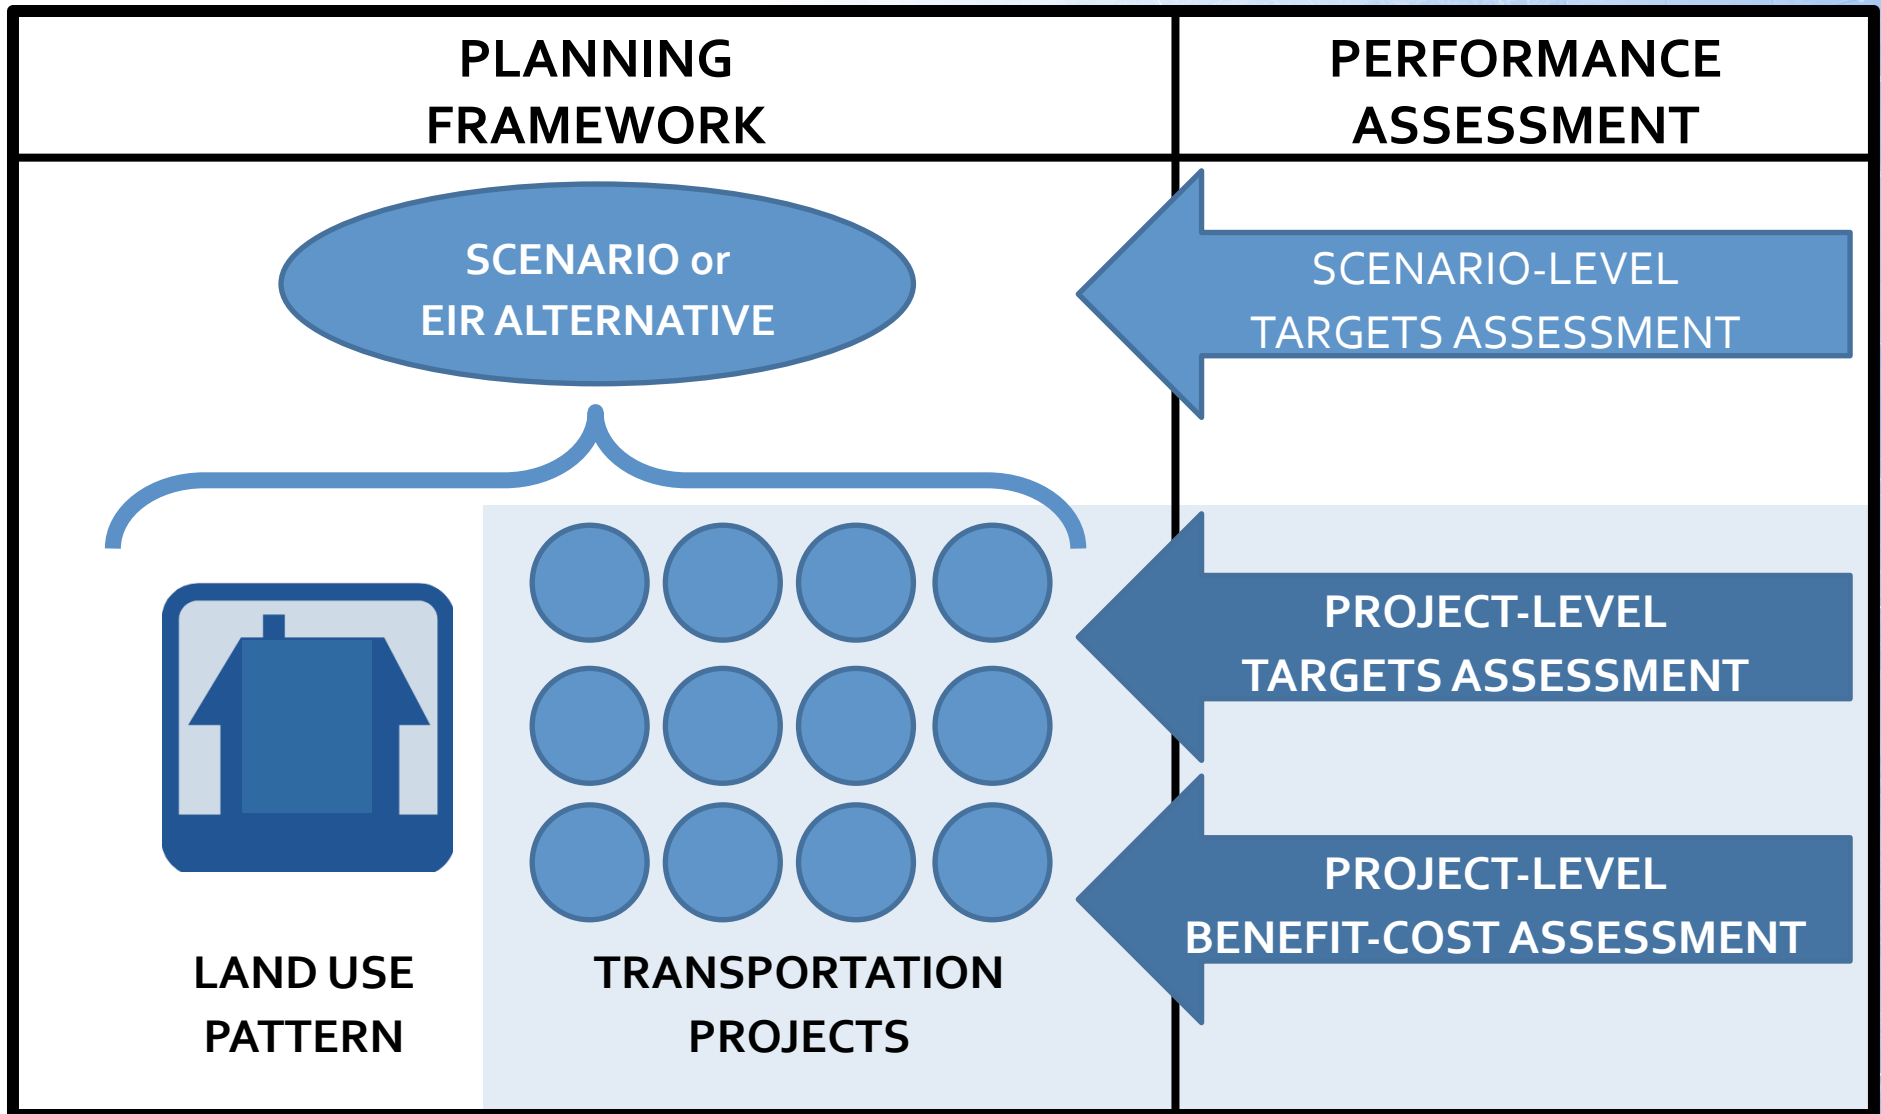 PLANNING
FRAMEWORK
PERFORMANCE
ASSESSMENT
SCENARIO or
EIR ALTERNATIVE
SCENARIO-LEVEL
TARGETS ASSESSMENT
PROJECT-LEVEL
TARGETS ASSESSMENT
PROJECT-LEVEL
BENEFIT-COST ASSESSMENT
LAND USE
PATTERN
TRANSPORTATION
PROJECTS